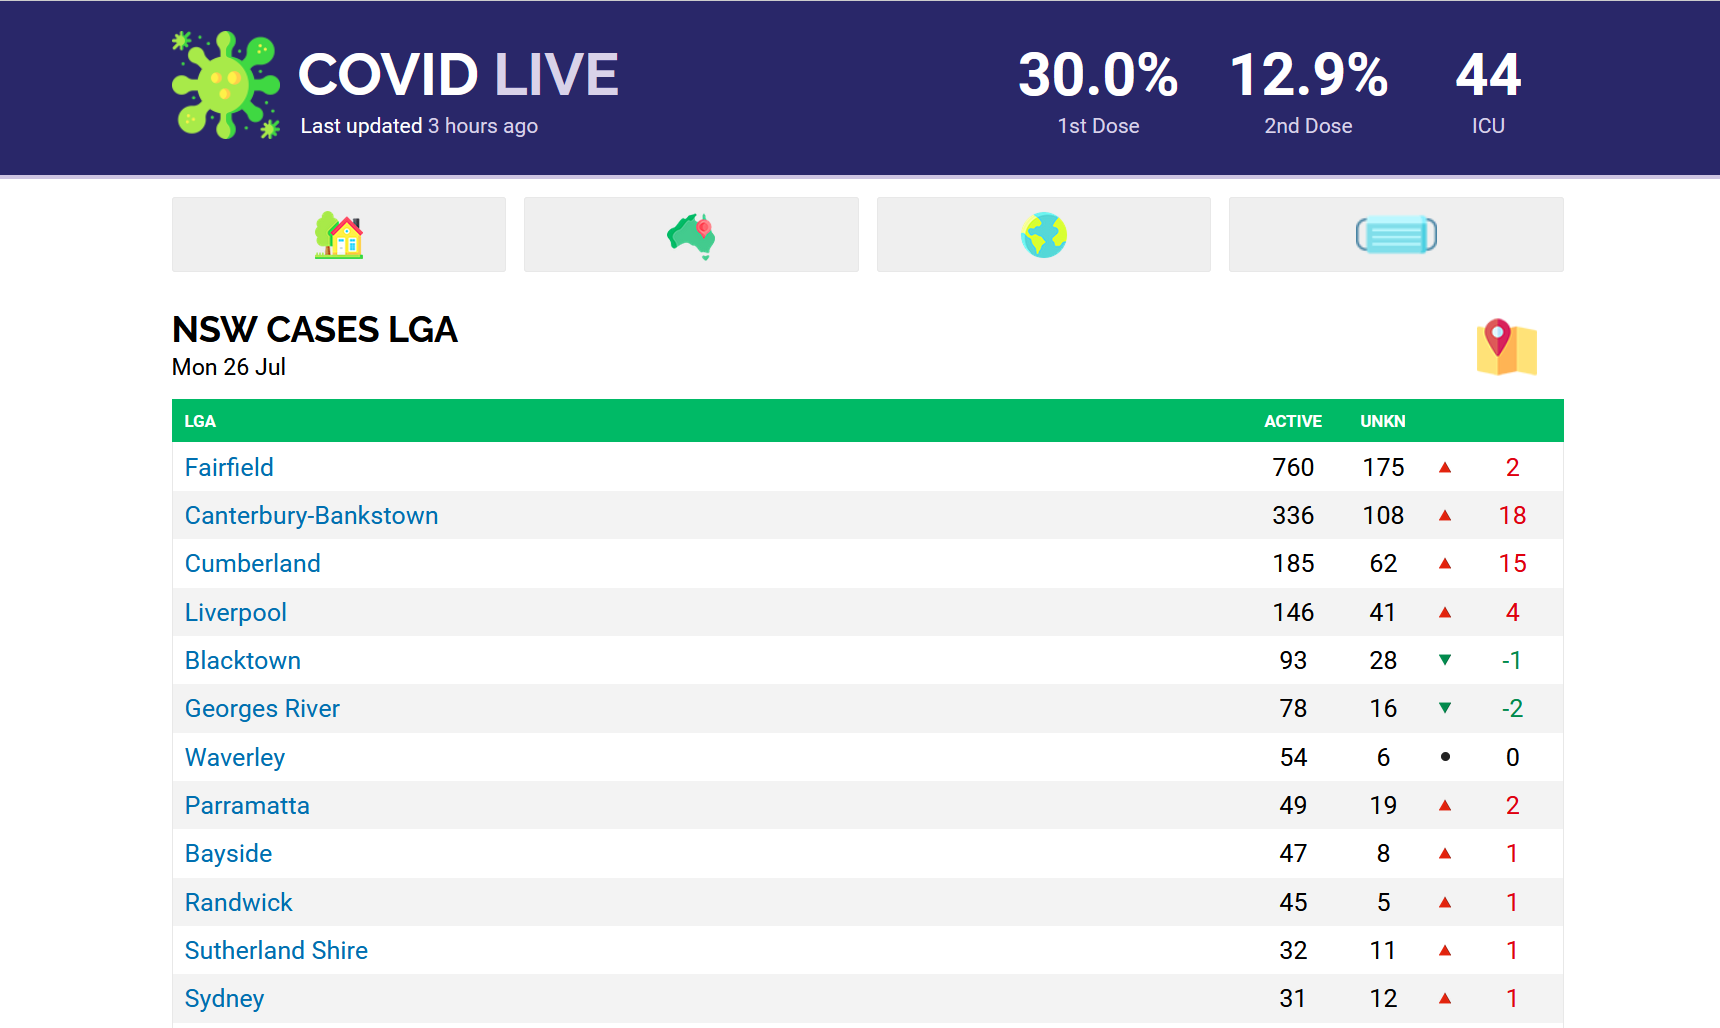 COVID LIVE
Last updated 3 hours ago
30.0% 12.9% 44
1st Dose 2nd Dose ICU
NSW CASES LGA
Mon 26 Jul
LGA ACTIVE UNKN
Fairfield 760 175 ▲ 2
Canterbury-Bankstown 336 108 ▲ 18
Cumberland 185 62 ▲ 15
Liverpool 146 41 ▲ 4
Blacktown 93 28 ▼ -1
Georges River 78 16 ▼ -2
Waverley 54 6 • 0
Parramatta 49 19 ▲ 2
Bayside 47 8 ▲ 1
Randwick 45 5 ▲ 1
Sutherland Shire 32 11 ▲ 1
Sydney 31 12 ▲ 1